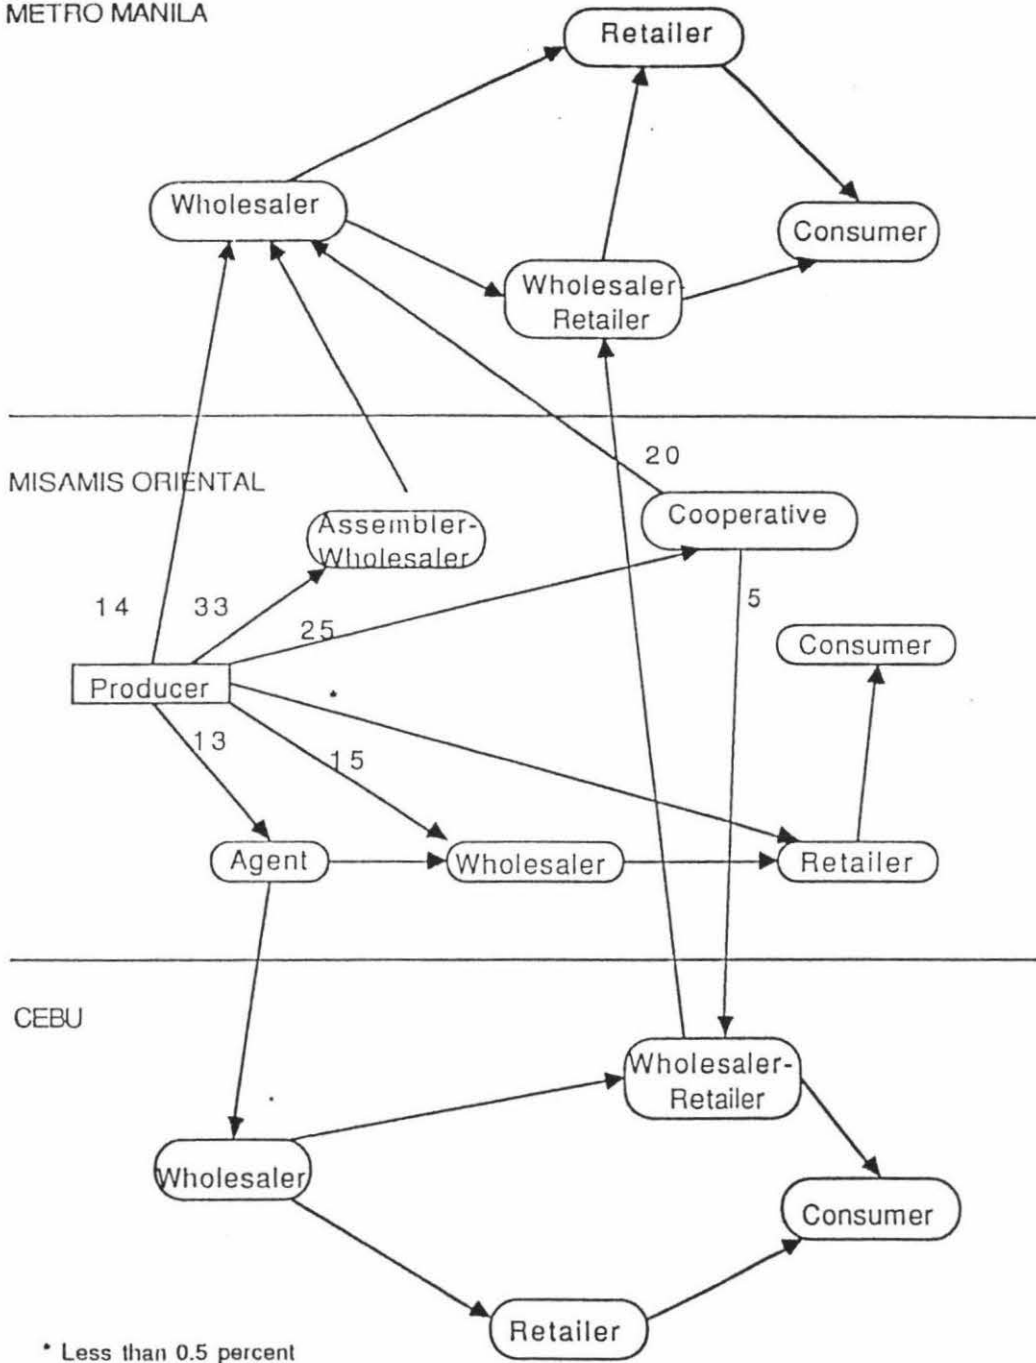 METRO MANILA
Retailer
Wholesaler
Consumer
Wholesaler-
Retailer
20
MISAMIS ORIENTAL
Cooperative
Assembler-
Wholesaler
5
14
33
25
Consumer
Producer
*
13
15
Agent
Wholesaler
Retailer
CEBU
Wholesaler-
Retailer
Wholesaler
Consumer
Retailer
* Less than 0.5 percent